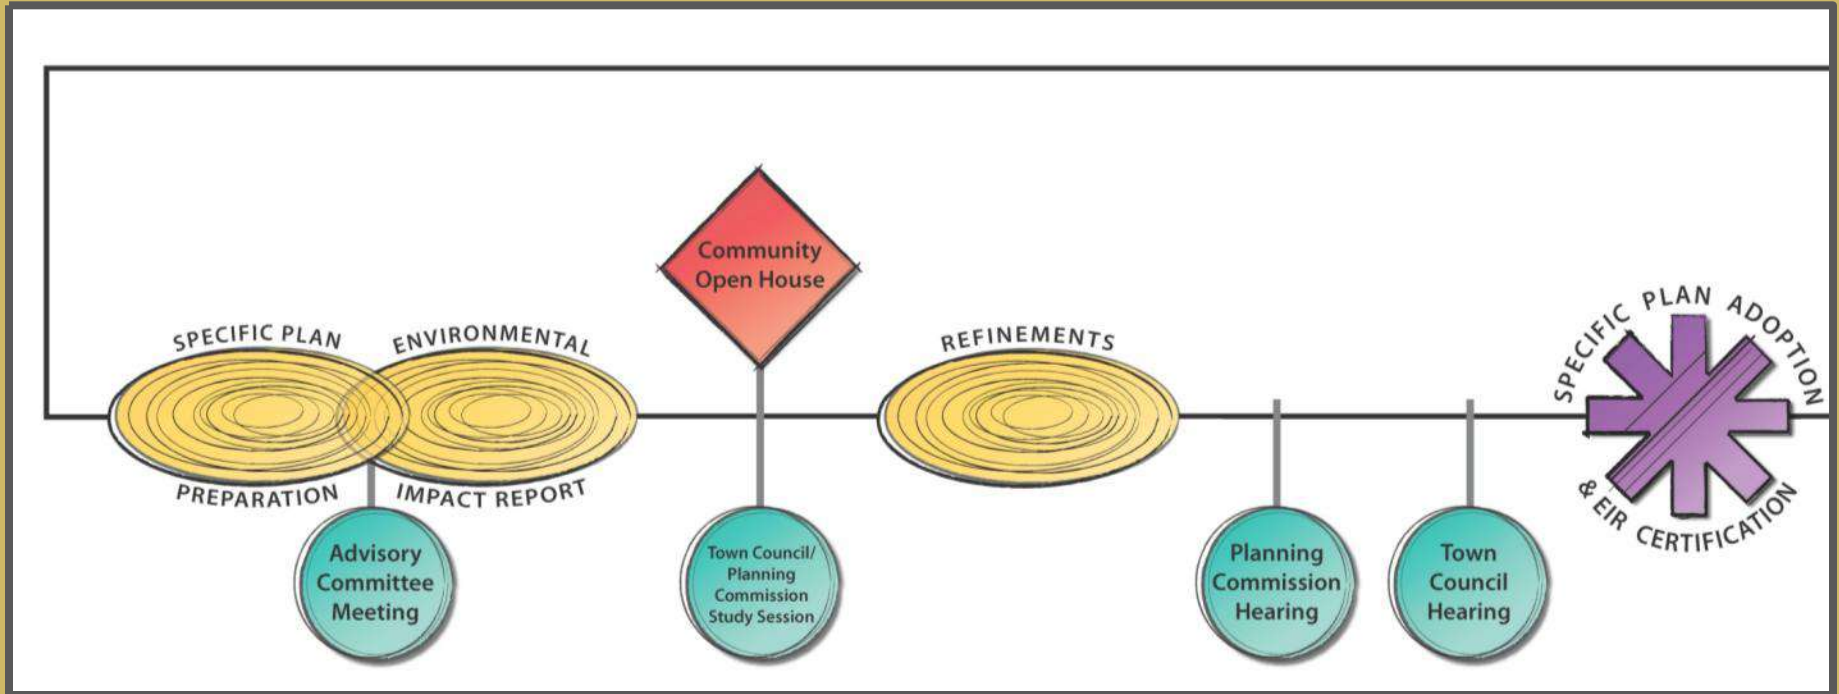 SPECIFIC PLAN
PREPARATION
ENVIRONMENTAL
IMPACT REPORT
Advisory
Committee
Meeting
Community
Open House
Town Council/
Planning
Commission
Study Session
REFINEMENTS
Planning
Commission
Hearing
Town
Council
Hearing
SPECIFIC PLAN ADOPTION
& EIR CERTIFICATION